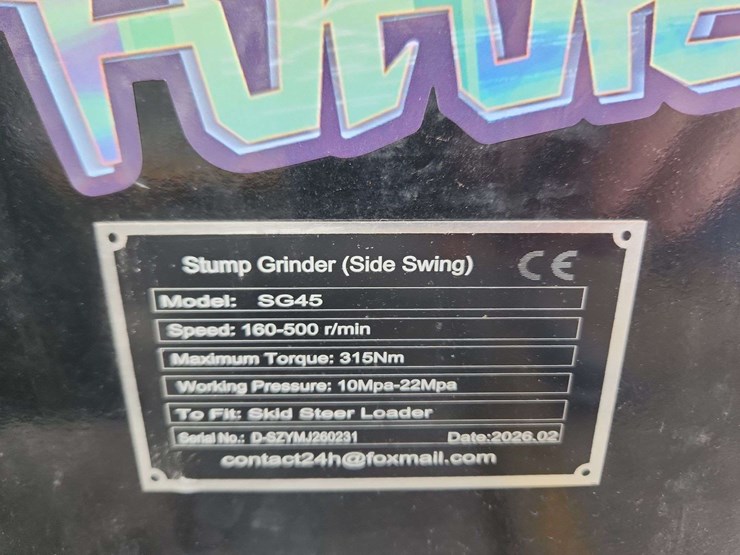 Stump Grinder (Side Swing) CE
Model: SG45
Speed: 160-500 r/min
Maximum Torque: 315Nm
Working Pressure: 10Mpa-22Mpa
To Fit: Skid Steer Loader
Serial No.: D-SZYMJ260231 Date:2026.02
contact24h@foxmail.com